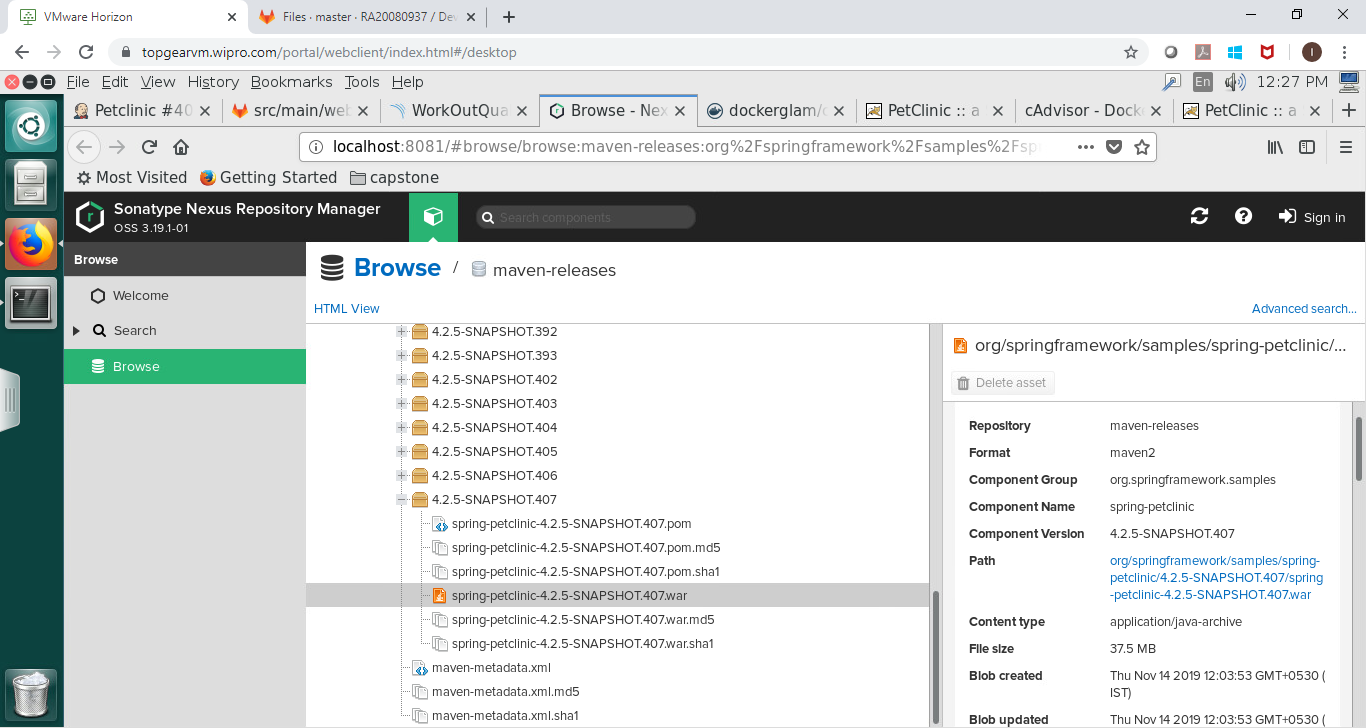 VMware Horizon
Files · master · RA20080937 / Dev
topgearvm.wipro.com/portal/webclient/index.html#/desktop
I
File Edit View History Bookmarks Tools Help
En
12:27 PM
Petclinic #40
src/main/web
WorkOutQua
Browse - Nex
dockerglam/c
PetClinic :: a
cAdvisor - Docke
PetClinic :: a
localhost:8081/#browse/browse:maven-releases:org%2Fspringframework%2Fsamples%2Fsp
Most Visited Getting Started capstone
Sonatype Nexus Repository Manager
OSS 3.19.1-01
Search components
Sign in
Browse
Welcome
Search
Browse
Browse / maven-releases
HTML View
Advanced search...
4.2.5-SNAPSHOT.392
4.2.5-SNAPSHOT.393
4.2.5-SNAPSHOT.402
4.2.5-SNAPSHOT.403
4.2.5-SNAPSHOT.404
4.2.5-SNAPSHOT.405
4.2.5-SNAPSHOT.406
4.2.5-SNAPSHOT.407
spring-petclinic-4.2.5-SNAPSHOT.407.pom
spring-petclinic-4.2.5-SNAPSHOT.407.pom.md5
spring-petclinic-4.2.5-SNAPSHOT.407.pom.sha1
spring-petclinic-4.2.5-SNAPSHOT.407.war
spring-petclinic-4.2.5-SNAPSHOT.407.war.md5
spring-petclinic-4.2.5-SNAPSHOT.407.war.sha1
maven-metadata.xml
maven-metadata.xml.md5
maven-metadata.xml.sha1
org/springframework/samples/spring-petclinic/...
Delete asset
Repository maven-releases
Format maven2
Component Group org.springframework.samples
Component Name spring-petclinic
Component Version 4.2.5-SNAPSHOT.407
Path org/springframework/samples/spring-
petclinic/4.2.5-SNAPSHOT.407/spring
-petclinic-4.2.5-SNAPSHOT.407.war
Content type application/java-archive
File size 37.5 MB
Blob created Thu Nov 14 2019 12:03:53 GMT+0530 (
IST)
Blob updated Thu Nov 14 2019 12:03:53 GMT+0530 (